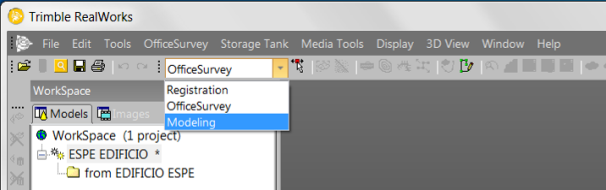 Trimble RealWorks
File Edit Tools OfficeSurvey Storage Tank Media Tools Display 3D View Window Help
OfficeSurvey
Registration
OfficeSurvey
Modeling
WorkSpace
Models Images
WorkSpace (1 project)
ESPE EDIFICIO *
from EDIFICIO ESPE